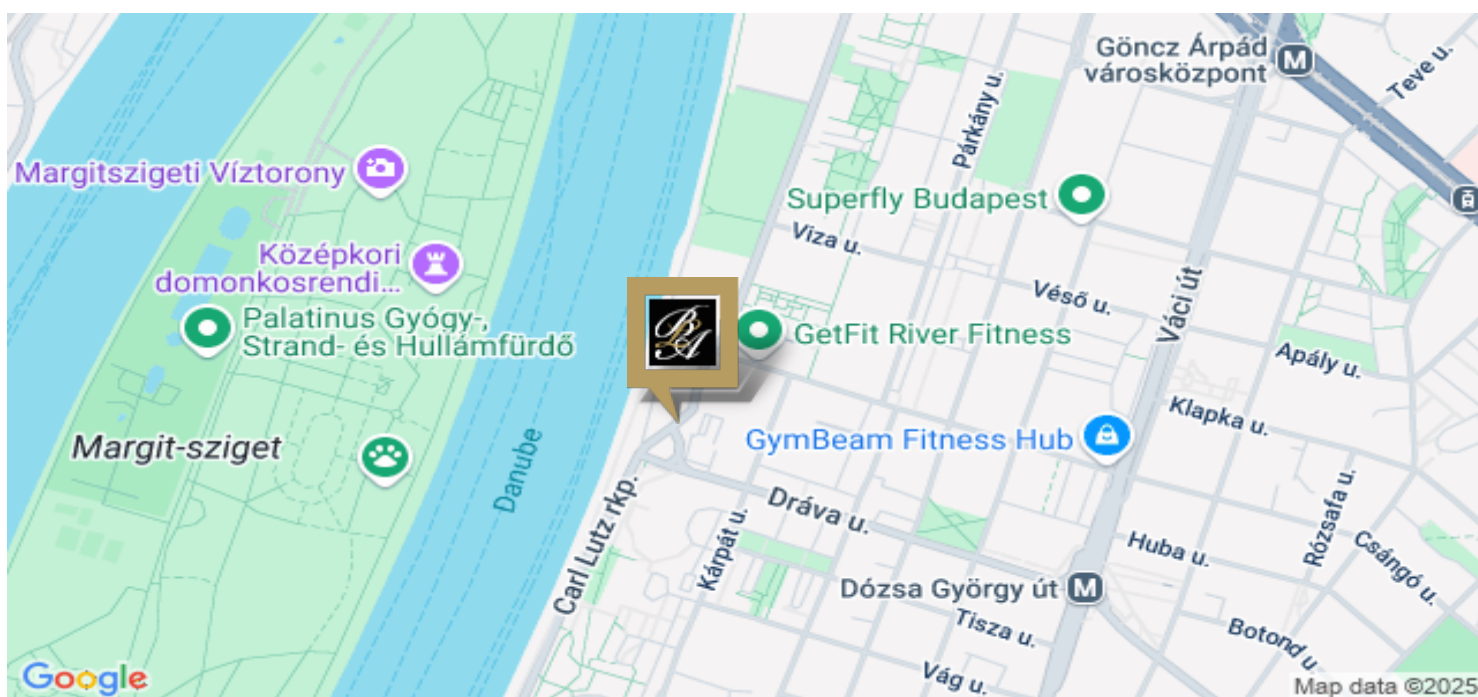 Göncz Árpád
városközpont
Teve u.
Párkány u.
Margitszigeti Víztorony
Superfly Budapest
Viza u.
Középkori
domonkosrendi...
Véső u.
Váci út
Palatinus Gyógy-,
Strand- és Hullámfürdő
BLA
GetFit River Fitness
Apály u.
Klapka u.
Margit-sziget
GymBeam Fitness Hub
Danube
Dráva u.
Rózsafa u.
Carl Lutz rkp.
Kárpát u.
Huba u.
Csángó u.
Dózsa György út
Tisza u.
Botond u
Vág u.
Google
Map data ©2025